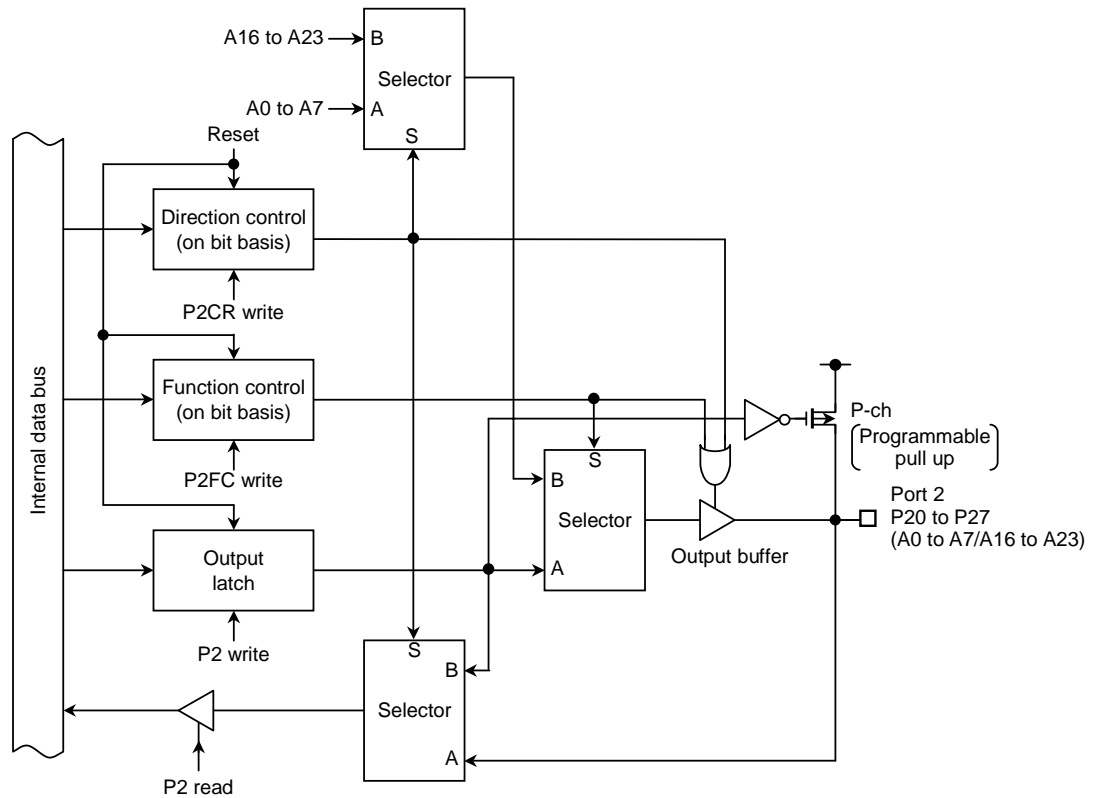 A16 to A23
B
Selector
A0 to A7
A
S
Reset
Direction control
(on bit basis)
P2CR write
Internal data bus
Function control
(on bit basis)
P2FC write
P-ch
Programmable
pull up
S
B
Selector
A
Port 2
P20 to P27
(A0 to A7/A16 to A23)
Output buffer
Output
latch
P2 write
S
B
Selector
A
P2 read